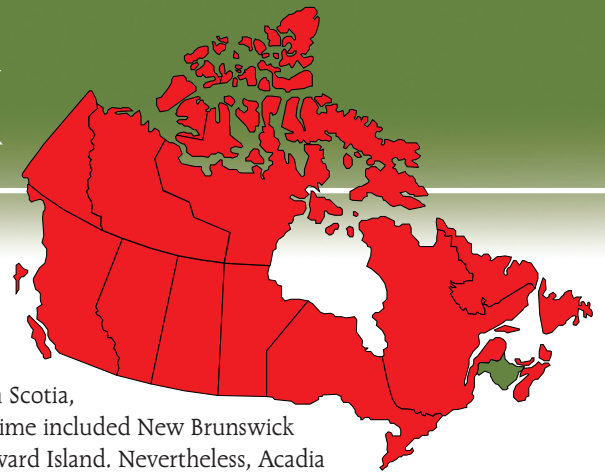 Scotia,
ime included New Brunswick
ward Island. Nevertheless, Acadia